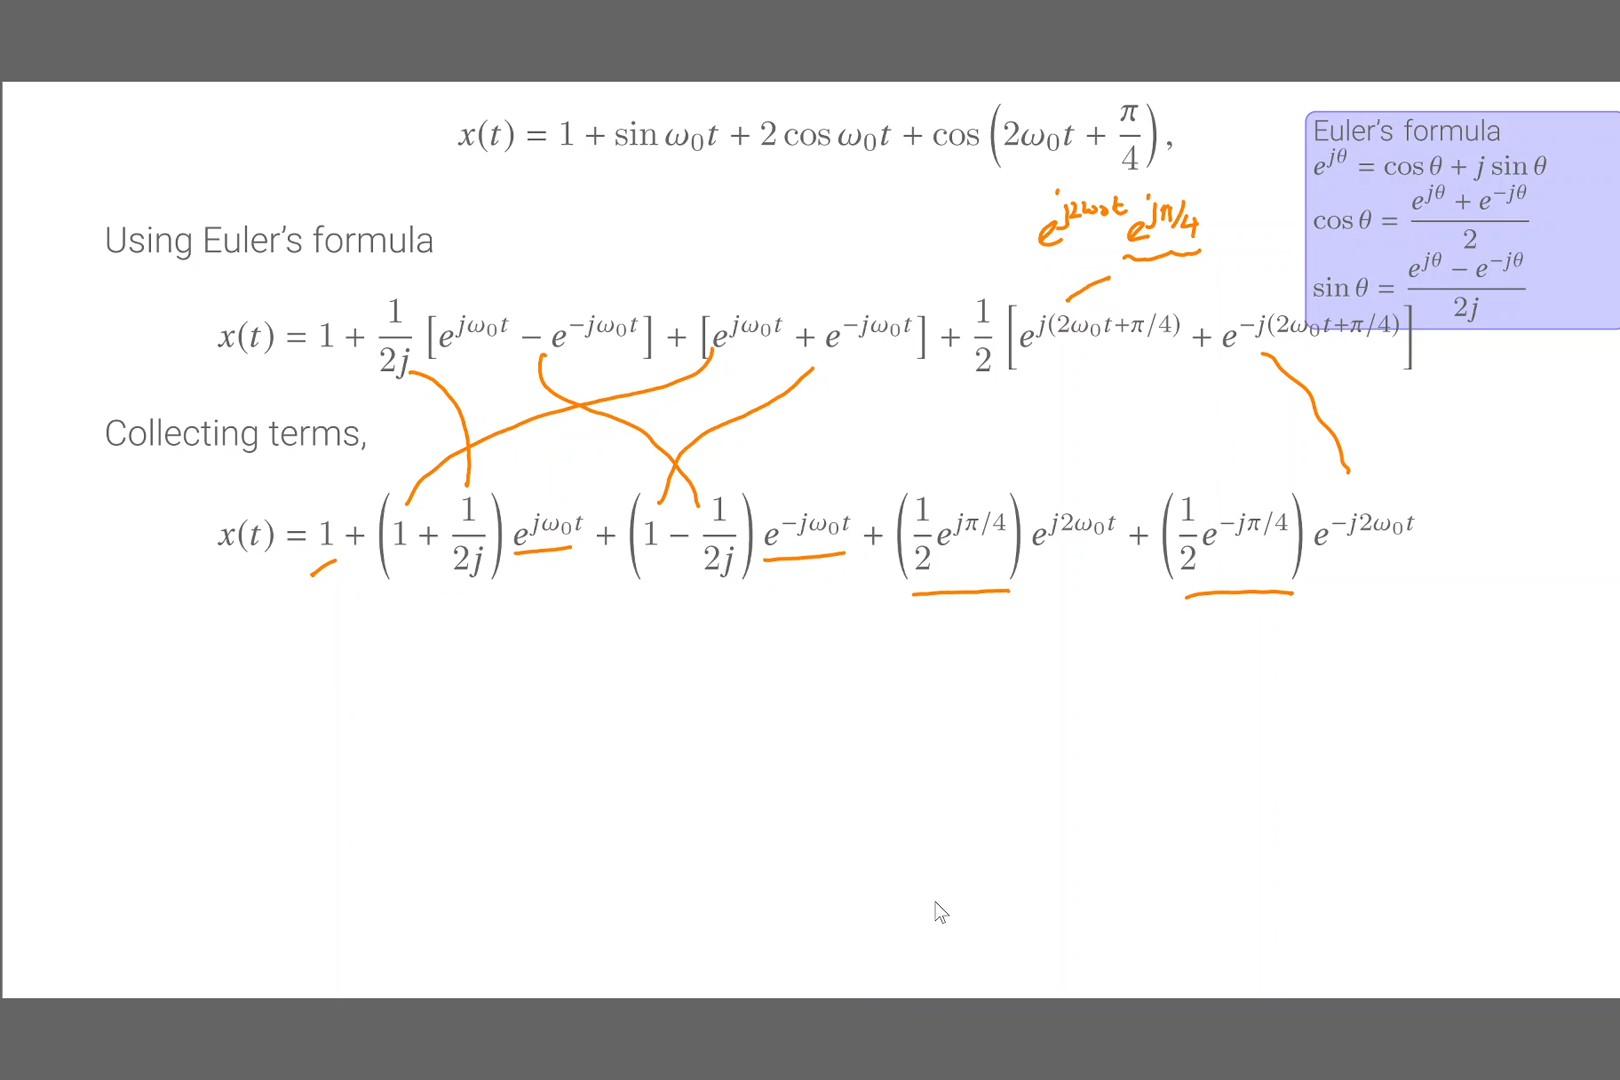 x(t) = 1 + sin ω₀t + 2 cos ω₀t + cos (2ω₀t + π/4),
Euler's formula
e^{jθ} = cos θ + j sin θ
cos θ = (e^{jθ} + e^{-jθ})/2
sin θ = (e^{jθ} − e^{-jθ})/2j
e^{j2ω₀t} e^{jπ/4}
Using Euler's formula
x(t) = 1 + 1/2j [e^{jω₀t} − e^{-jω₀t}] + [e^{jω₀t} + e^{-jω₀t}] + 1/2 [e^{j(2ω₀t+π/4)} + e^{-j(2ω₀t+π/4)}]
Collecting terms,
x(t) = 1 + (1 + 1/2j) e^{jω₀t} + (1 − 1/2j) e^{-jω₀t} + (1/2 e^{jπ/4}) e^{j2ω₀t} + (1/2 e^{-jπ/4}) e^{-j2ω₀t}